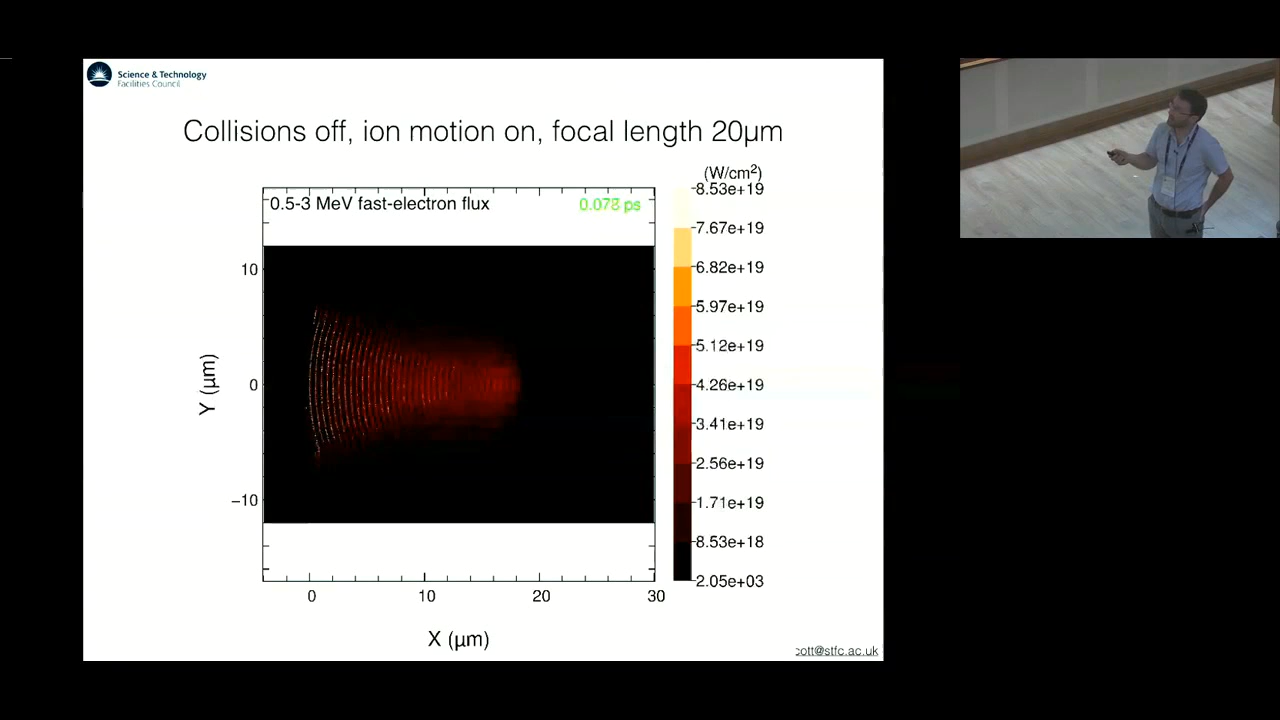 Science & Technology
Facilities Council
Collisions off, ion motion on, focal length 20µm
(W/cm²)
0.5-3 MeV fast-electron flux
0.078 ps
8.53e+19
7.67e+19
6.82e+19
5.97e+19
5.12e+19
4.26e+19
3.41e+19
2.56e+19
1.71e+19
8.53e+18
2.05e+03
10
0
−10
Y (µm)
0
10
20
30
X (µm)
cott@stfc.ac.uk